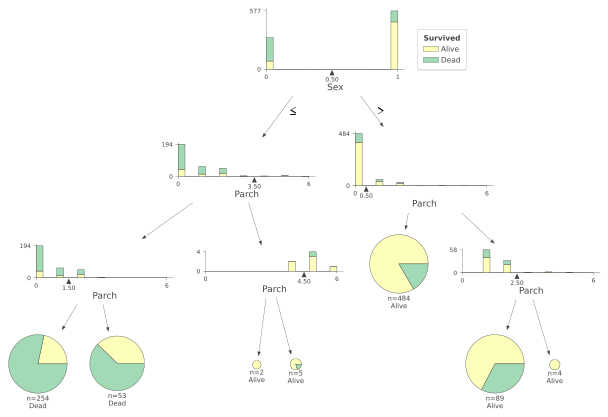 577
0
0
0.50
1
Sex
Survived
Alive
Dead
≤
>
194
0
0
3.50
6
Parch
484
0
0
0.50
6
Parch
194
0
0
1.50
6
Parch
4
0
0
4.50
6
Parch
n=484
Alive
58
0
0
2.50
6
Parch
n=254
Dead
n=53
Dead
n=2
Alive
n=5
Alive
n=89
Alive
n=4
Alive